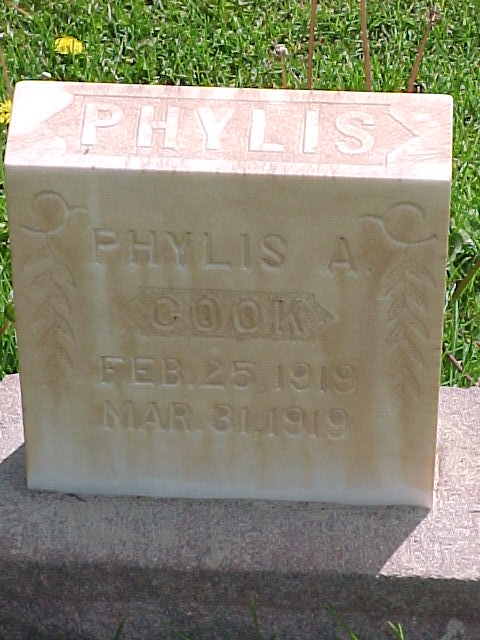 PHYLIS
PHYLIS A.
COOK
FEB. 25, 1919
MAR. 31, 1919